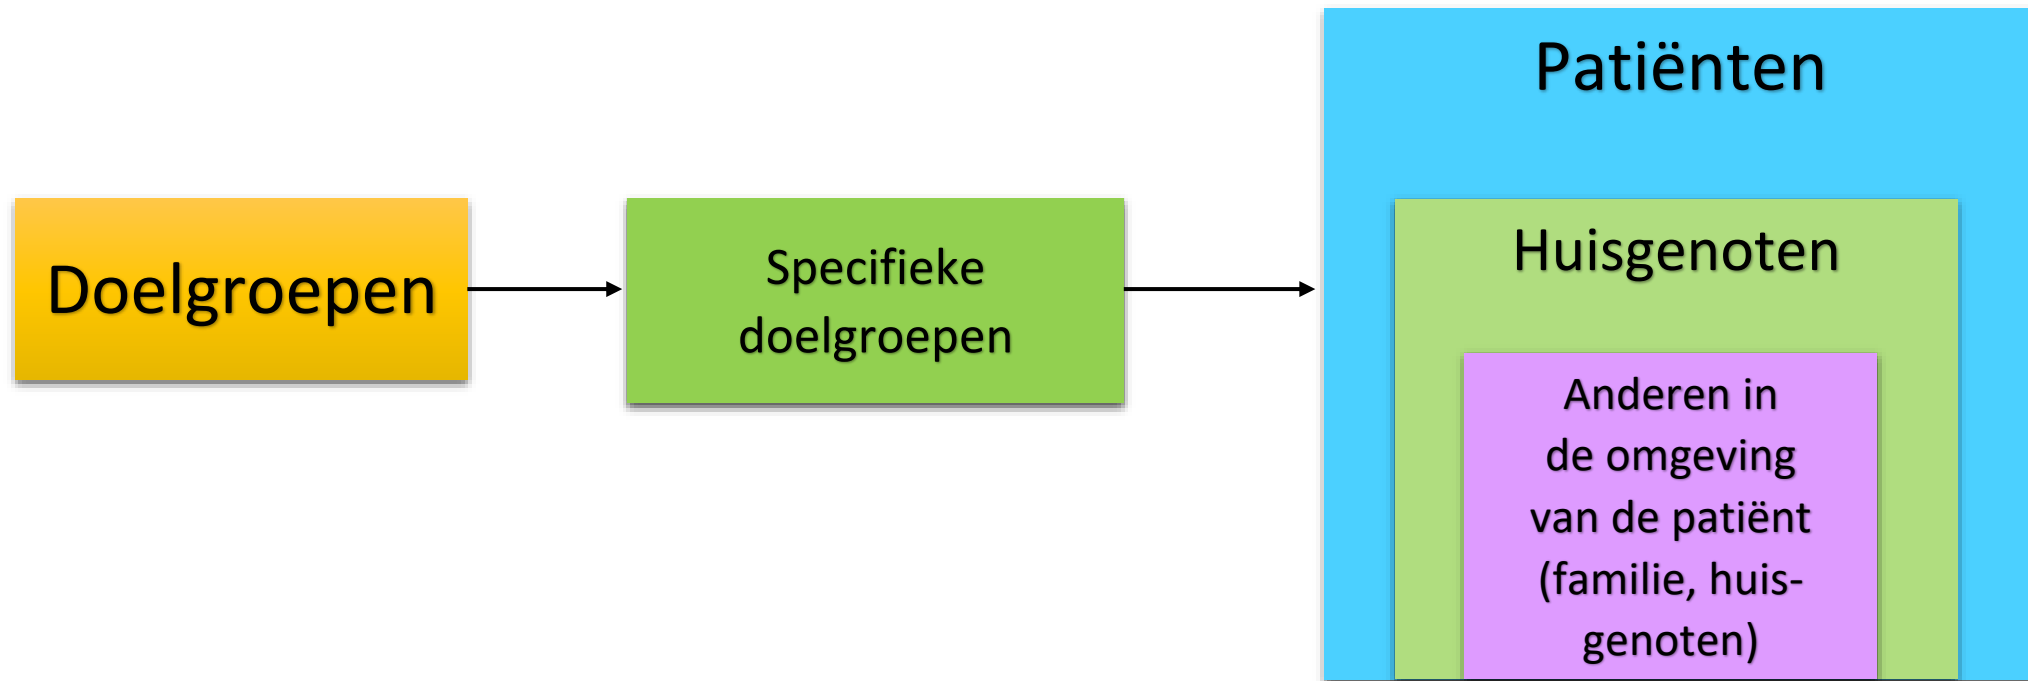 Doelgroepen
Specifieke
doelgroepen
Patiënten
Huisgenoten
Anderen in
de omgeving
van de patiënt
(familie, huis-
genoten)